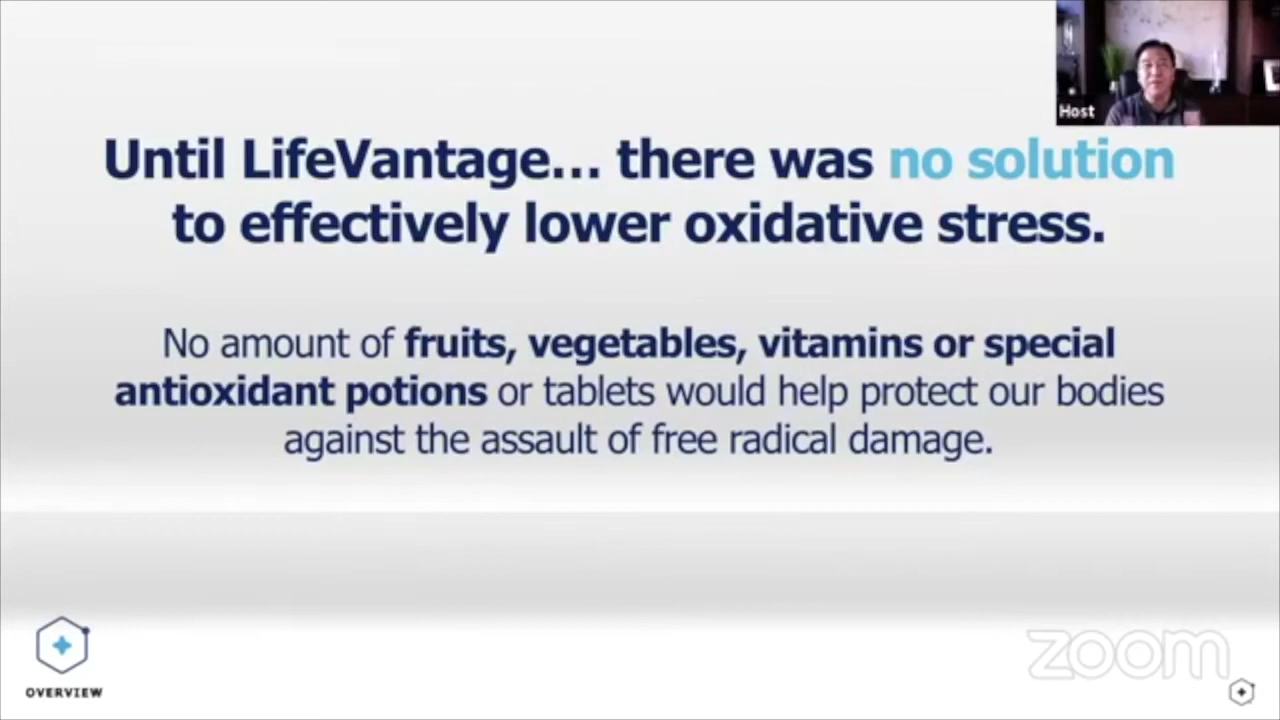 Host
Until LifeVantage... there was no solution
to effectively lower oxidative stress.
No amount of fruits, vegetables, vitamins or special
antioxidant potions or tablets would help protect our bodies
against the assault of free radical damage.
OVERVIEW
zoom